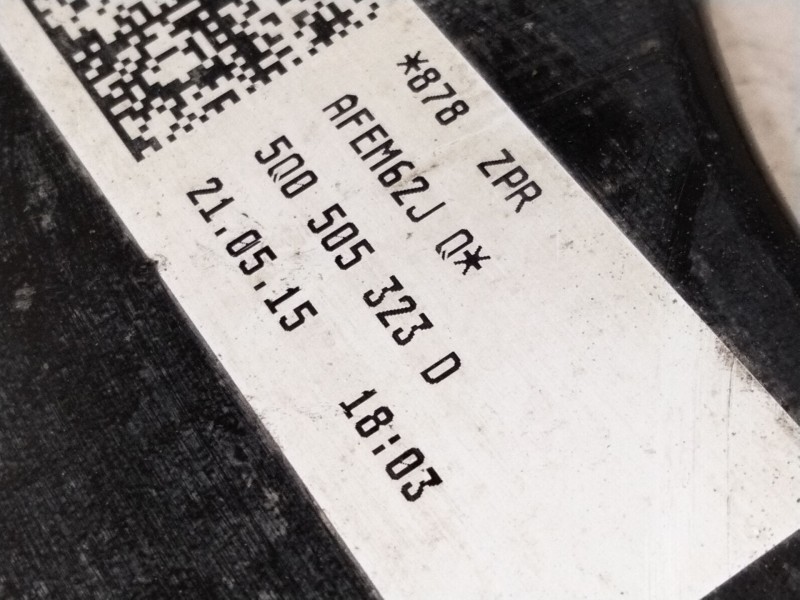 *878 ZPR
AFEM62J Q*
5Q0 505 323 D
21.05.15 18:03